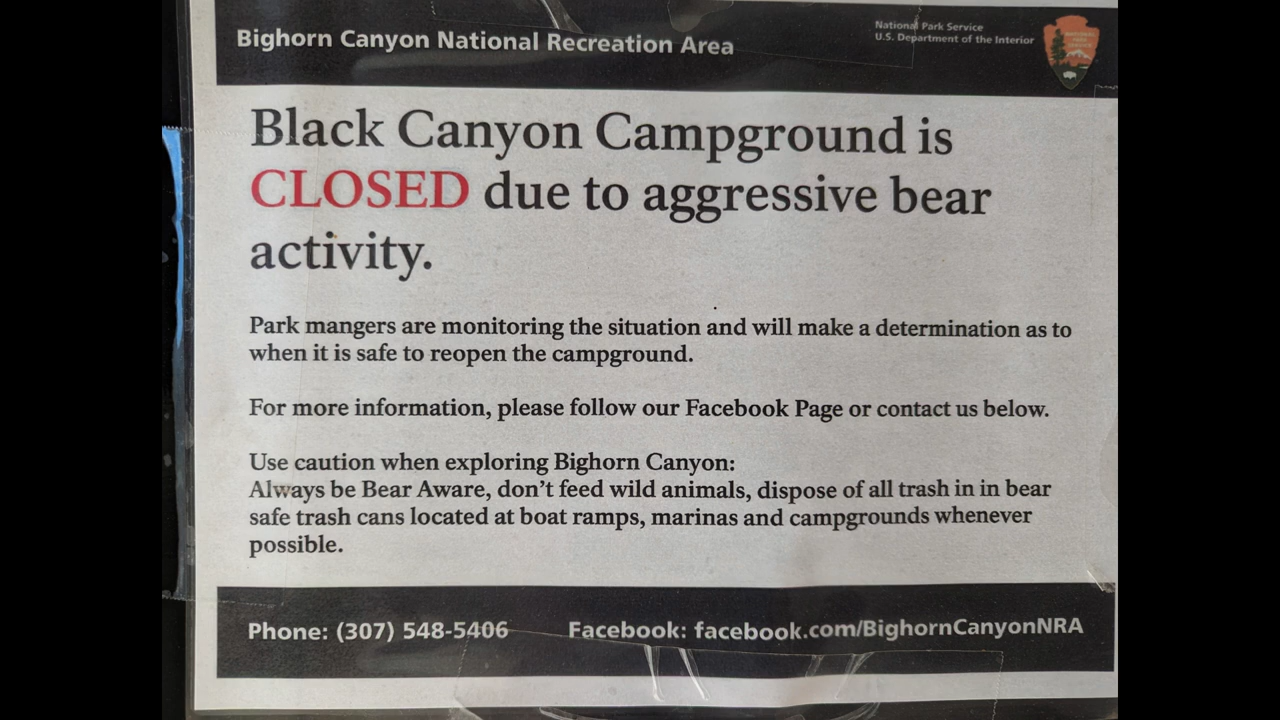 Bighorn Canyon National Recreation Area
National Park Service
U.S. Department of the Interior
NATIONAL
PARK
SERVICE
Black Canyon Campground is
CLOSED due to aggressive bear
activity.
Park mangers are monitoring the situation and will make a determination as to
when it is safe to reopen the campground.
For more information, please follow our Facebook Page or contact us below.
Use caution when exploring Bighorn Canyon:
Always be Bear Aware, don't feed wild animals, dispose of all trash in in bear
safe trash cans located at boat ramps, marinas and campgrounds whenever
possible.
Phone: (307) 548-5406 Facebook: facebook.com/BighornCanyonNRA